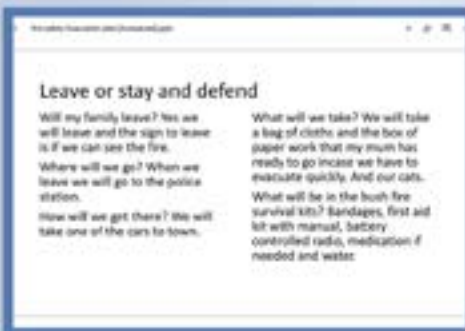 Leave or stay and defend
Will my family leave? Yes we
will leave and the sign to leave
is if we can see the fire.
Where will we go? When we
leave we will go to the police
station.
How will we get there? We will
take one of the cars to town.
What will we take? We will take
a bag of cloths and the box of
paper work that my mum has
ready to go incase we have to
evacuate quickly. And our cats.
What will be in the bush fire
survival kits? Bandages, first aid
kit with manual, battery
controlled radio, medication if
needed and water.